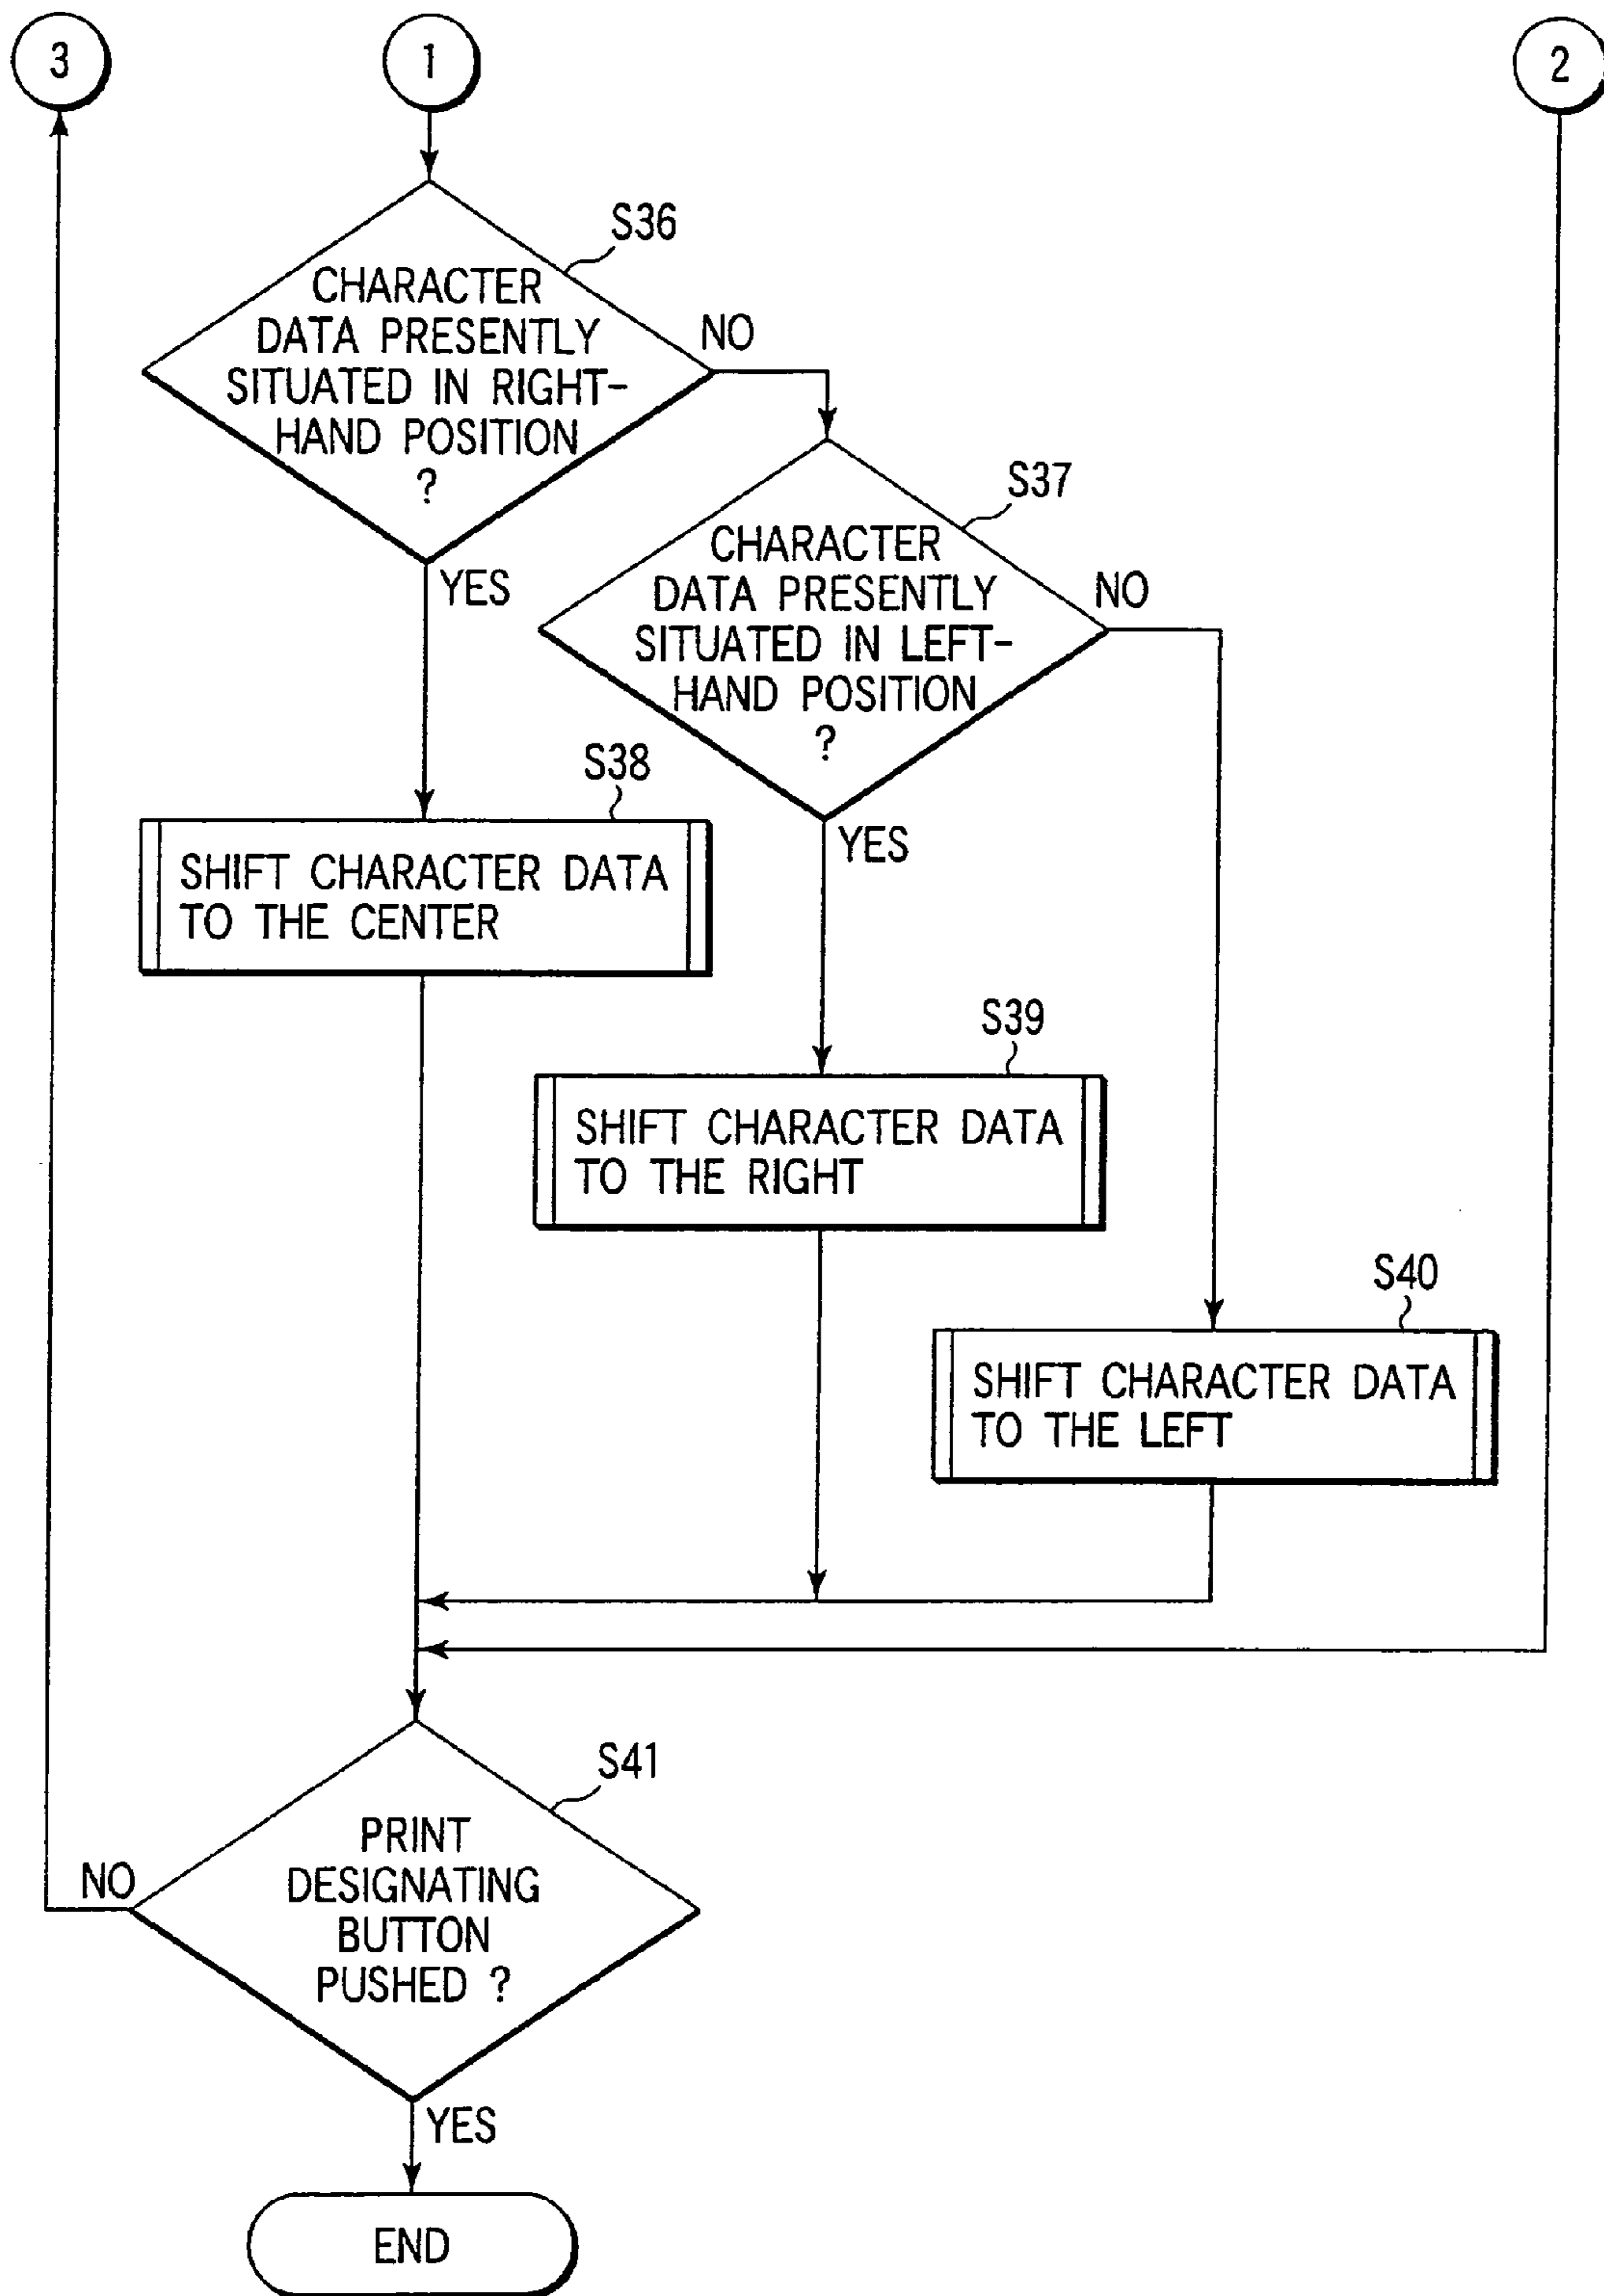 3
1
2
S36
CHARACTER
DATA PRESENTLY
SITUATED IN RIGHT-
HAND POSITION
?
NO
YES
S37
CHARACTER
DATA PRESENTLY
SITUATED IN LEFT-
HAND POSITION
?
NO
YES
S38
SHIFT CHARACTER DATA
TO THE CENTER
S39
SHIFT CHARACTER DATA
TO THE RIGHT
S40
SHIFT CHARACTER DATA
TO THE LEFT
S41
PRINT
DESIGNATING
BUTTON
PUSHED ?
NO
YES
END